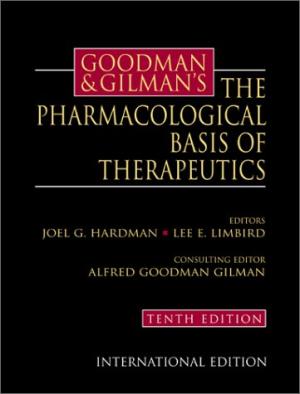 GOODMAN
& GILMAN'S
THE
PHARMACOLOGICAL
BASIS OF
THERAPEUTICS
EDITORS
JOEL G. HARDMAN ▪ LEE E. LIMBIRD
CONSULTING EDITOR
ALFRED GOODMAN GILMAN
TENTH EDITION
INTERNATIONAL EDITION